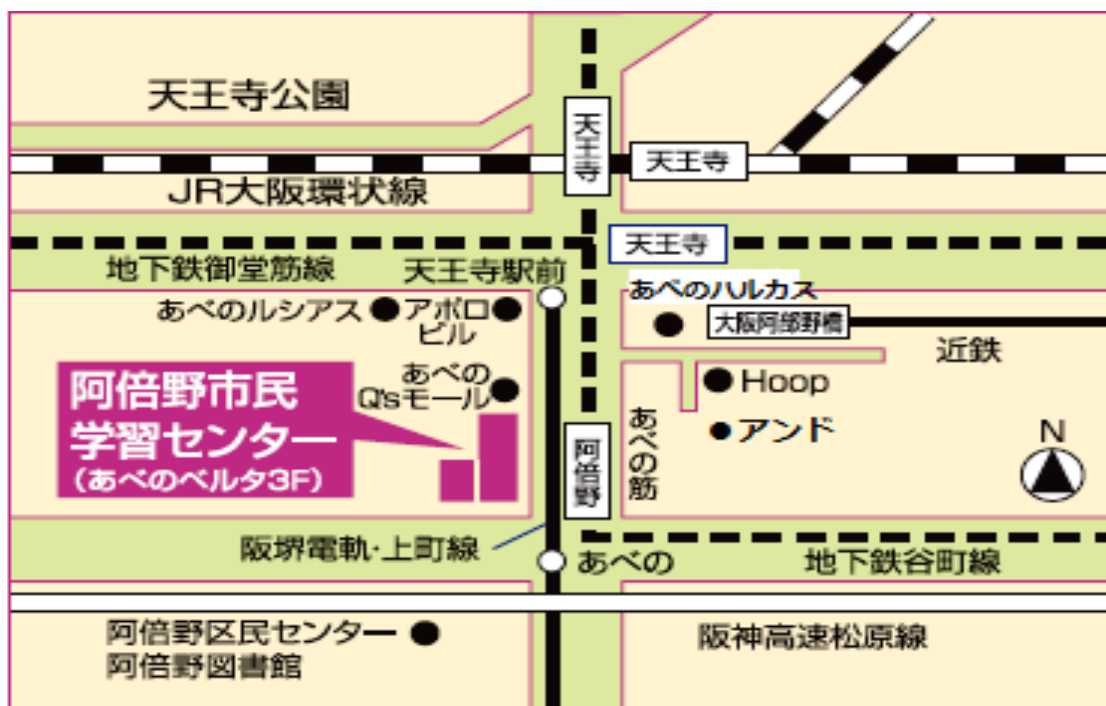 天王寺公園
天王寺
天王寺
JR大阪環状線
天王寺
地下鉄御堂筋線
天王寺駅前
あべのハルカス
あべのルシアス
アポロ
ビル
大阪阿部野橋
近鉄
阿倍野市民
学習センター
(あべのベルタ3F)
あべの
Q'sモール
Hoop
アンド
あべの筋
阿倍野
N
阪堺電軌・上町線
あべの
地下鉄谷町線
阿倍野区民センター
阿倍野図書館
阪神高速松原線